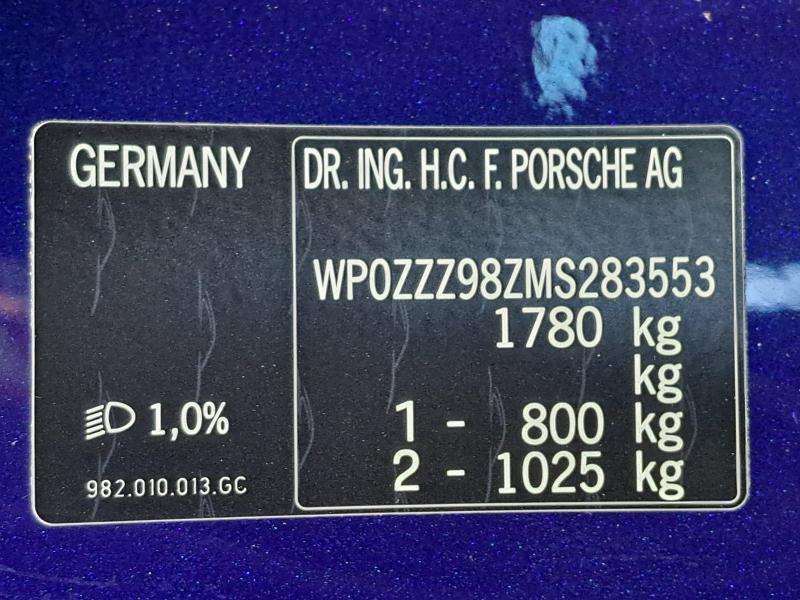 GERMANY
1,0%
982.010.013.GC
DR. ING. H.C. F. PORSCHE AG
WP0ZZZ98ZMS283553
1780 kg
kg
1 - 800 kg
2 - 1025 kg